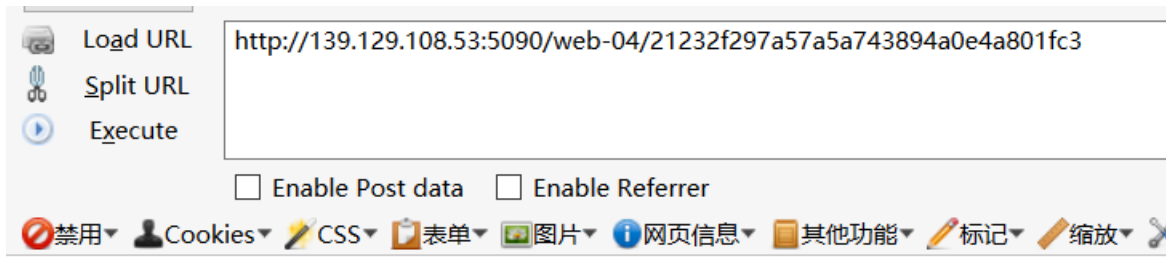 Load URL
http://139.129.108.53:5090/web-04/21232f297a57a5a743894a0e4a801fc3
Split URL
Execute
Enable Post data Enable Referrer
禁用 Cookies CSS 表单 图片 网页信息 其他功能 标记 缩放